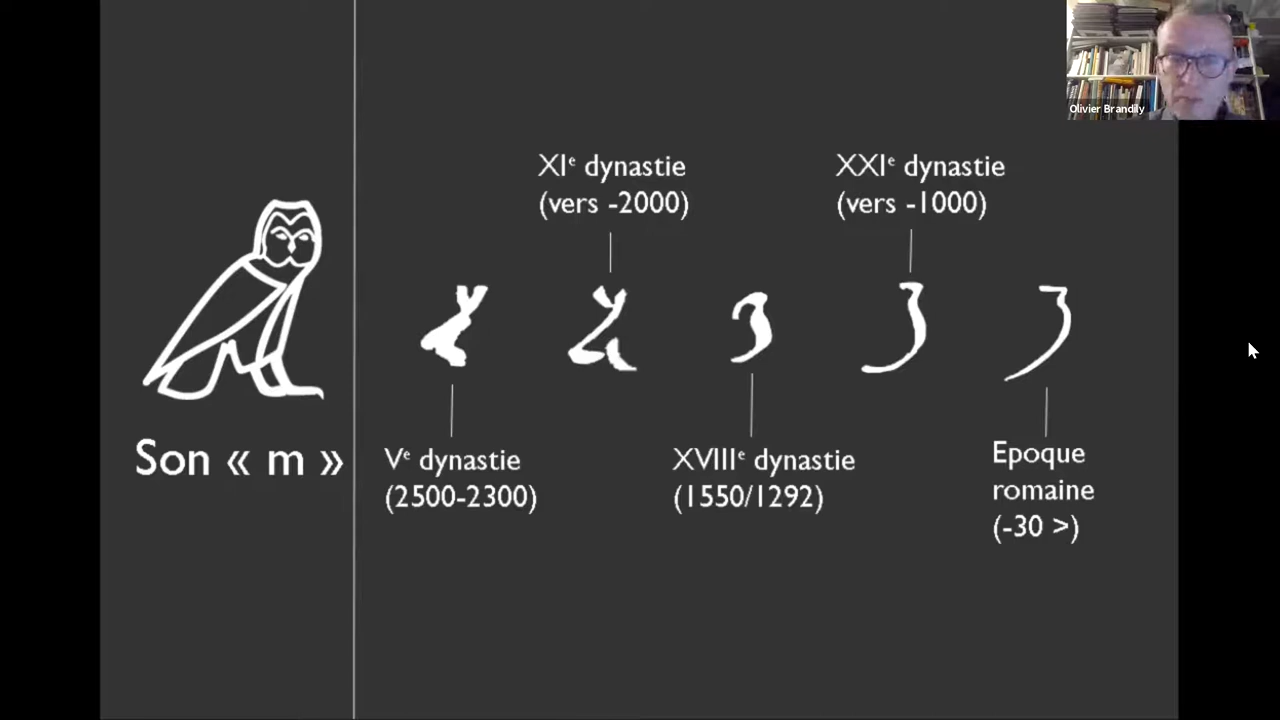 Olivier Brandily
XIe dynastie
(vers -2000)
XXIe dynastie
(vers -1000)
Son « m »
Ve dynastie
(2500-2300)
XVIIIe dynastie
(1550/1292)
Epoque
romaine
(-30 >)